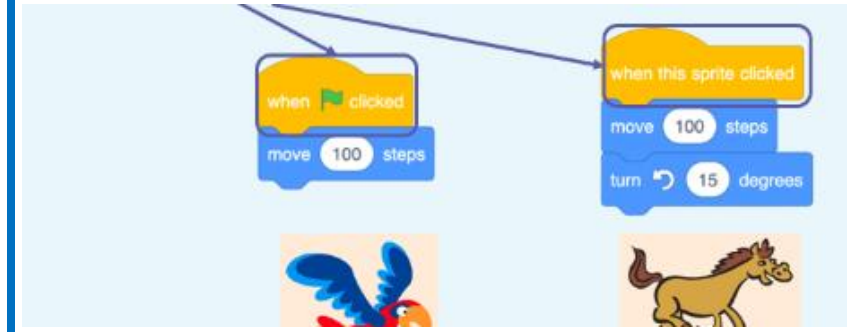 when clicked
move 100 steps
when this sprite clicked
move 100 steps
turn 15 degrees